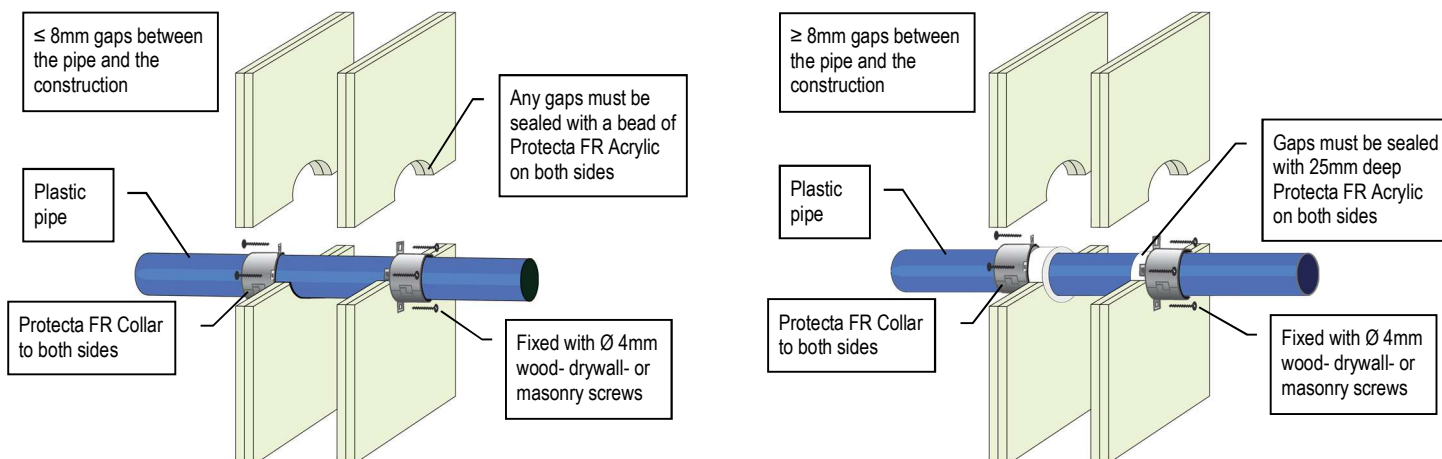 ≤ 8mm gaps between
the pipe and the
construction
Any gaps must be
sealed with a bead of
Protecta FR Acrylic
on both sides
Plastic
pipe
Protecta FR Collar
to both sides
Fixed with Ø 4mm
wood- drywall- or
masonry screws
≥ 8mm gaps between
the pipe and the
construction
Gaps must be sealed
with 25mm deep
Protecta FR Acrylic
on both sides
Plastic
pipe
Protecta FR Collar
to both sides
Fixed with Ø 4mm
wood- drywall- or
masonry screws